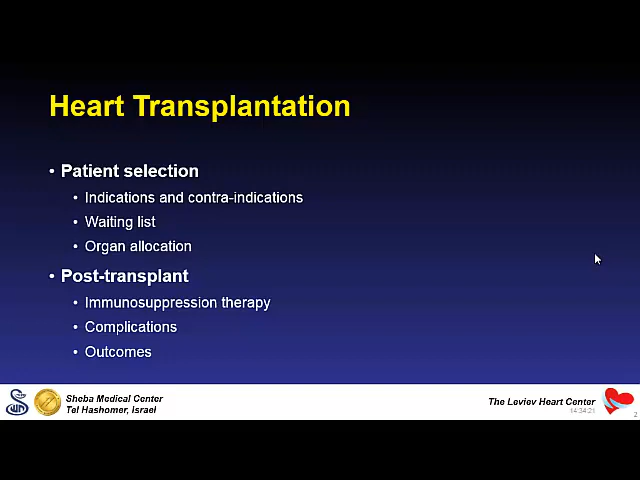 Heart Transplantation
• Patient selection
• Indications and contra-indications
• Waiting list
• Organ allocation
• Post-transplant
• Immunosuppression therapy
• Complications
• Outcomes
Sheba Medical Center
Tel Hashomer, Israel
The Leviev Heart Center
14:34:21
2